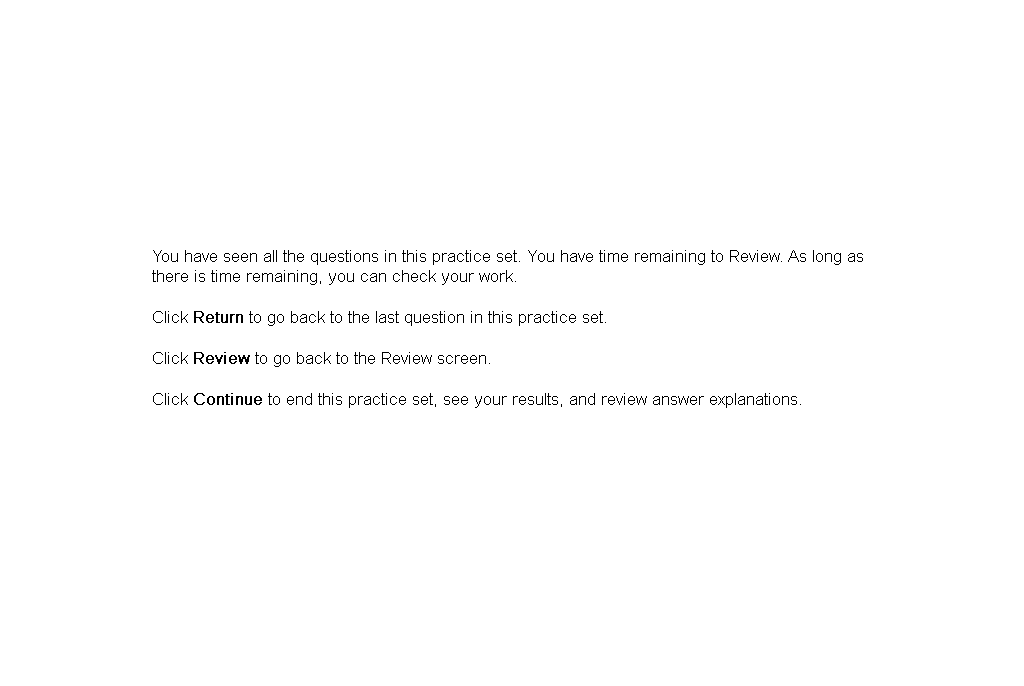 You have seen all the questions in this practice set. You have time remaining to Review. As long as
there is time remaining, you can check your work.
Click Return to go back to the last question in this practice set.
Click Review to go back to the Review screen.
Click Continue to end this practice set, see your results, and review answer explanations.